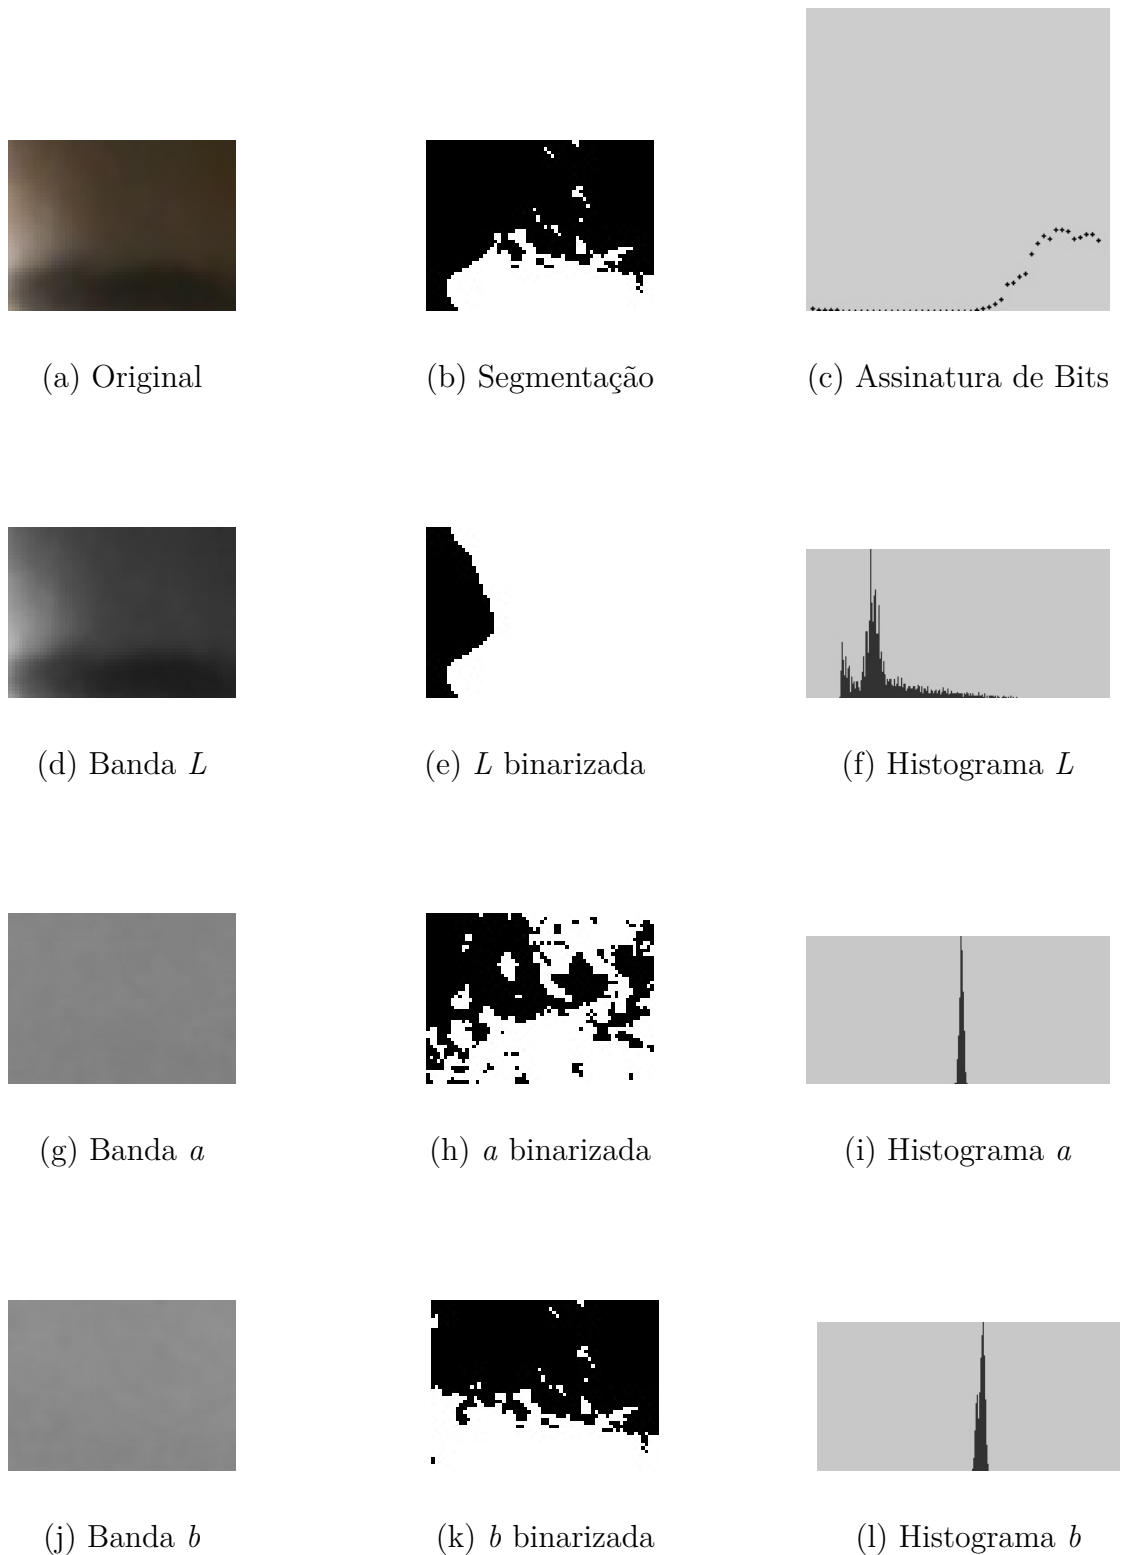 (a) Original
(b) Segmentação
(c) Assinatura de Bits
(d) Banda L
(e) L binarizada
(f) Histograma L
(g) Banda a
(h) a binarizada
(i) Histograma a
(j) Banda b
(k) b binarizada
(l) Histograma b